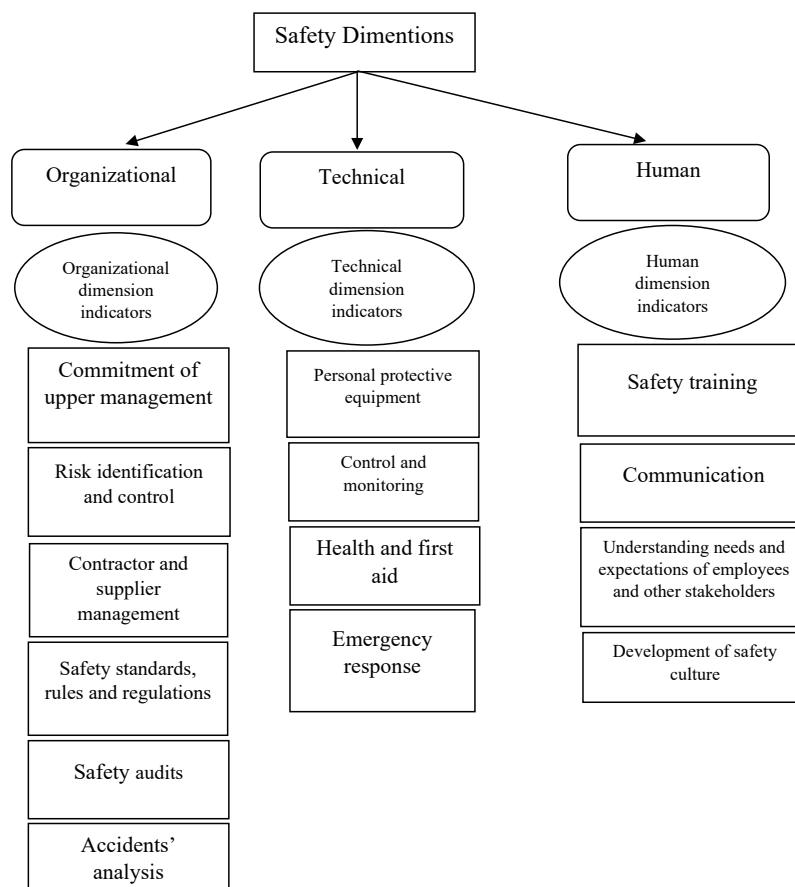 Safety Dimentions
Organizational
Technical
Human
Organizational
dimension
indicators
Technical
dimension
indicators
Human
dimension
indicators
Commitment of
upper management
Risk identification
and control
Contractor and
supplier
management
Safety standards,
rules and regulations
Safety audits
Accidents’
analysis
Personal protective
equipment
Control and
monitoring
Health and first
aid
Emergency
response
Safety training
Communication
Understanding needs and
expectations of employees
and other stakeholders
Development of safety
culture